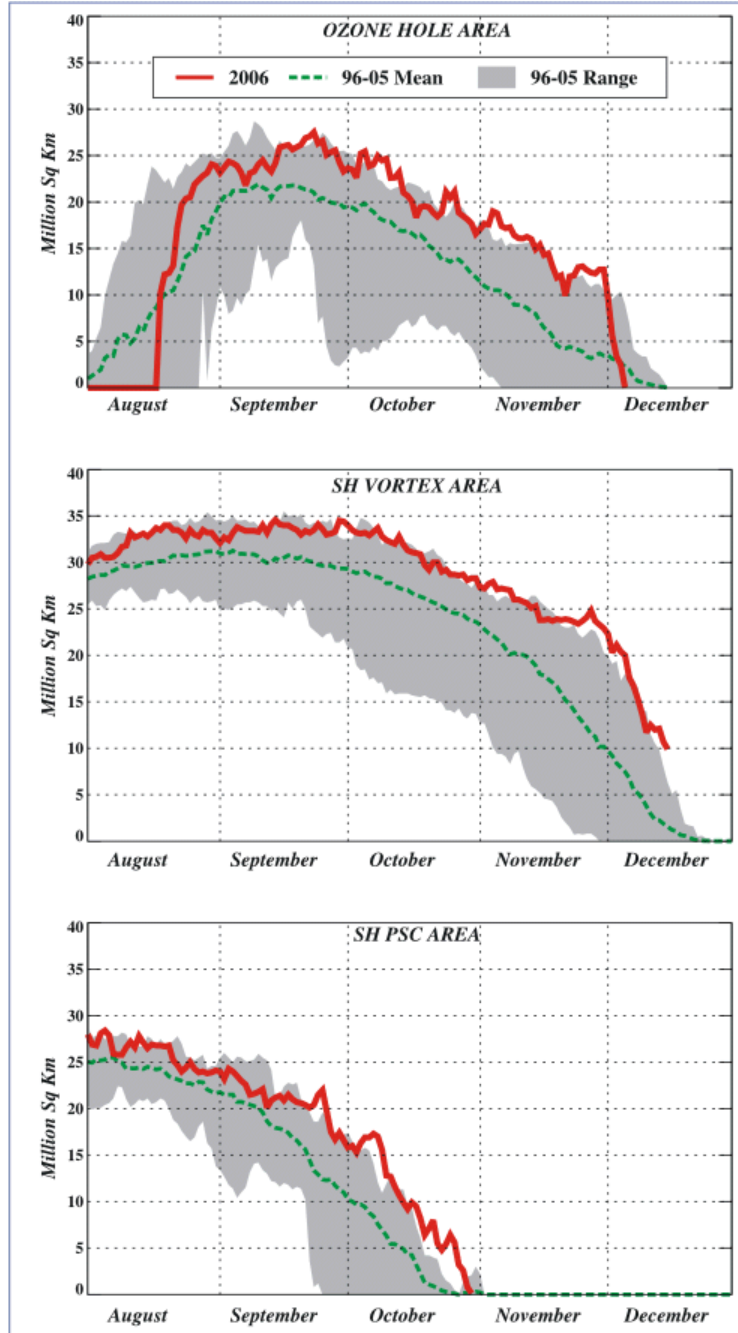 OZONE HOLE AREA
2006 96-05 Mean 96-05 Range
Million Sq Km
40
35
30
25
20
15
10
5
0
August September October November December
SH VORTEX AREA
Million Sq Km
40
35
30
25
20
15
10
5
0
August September October November December
SH PSC AREA
Million Sq Km
40
35
30
25
20
15
10
5
0
August September October November December